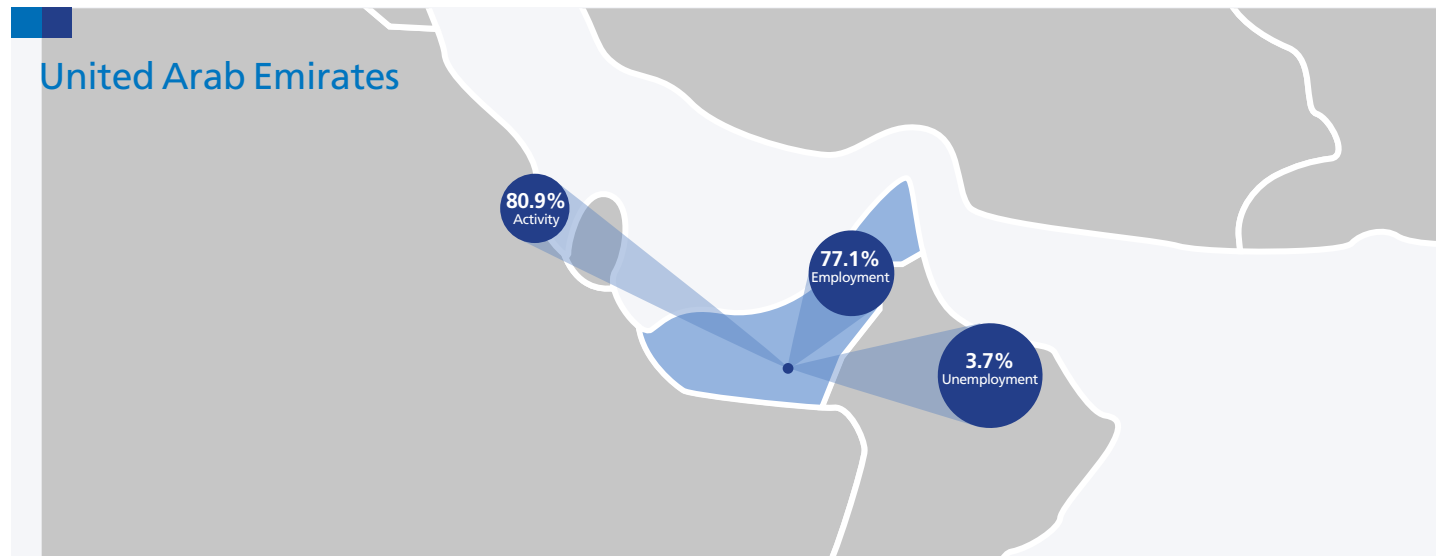 United Arab Emirates
80.9%
Activity
77.1%
Employment
3.7%
Unemployment